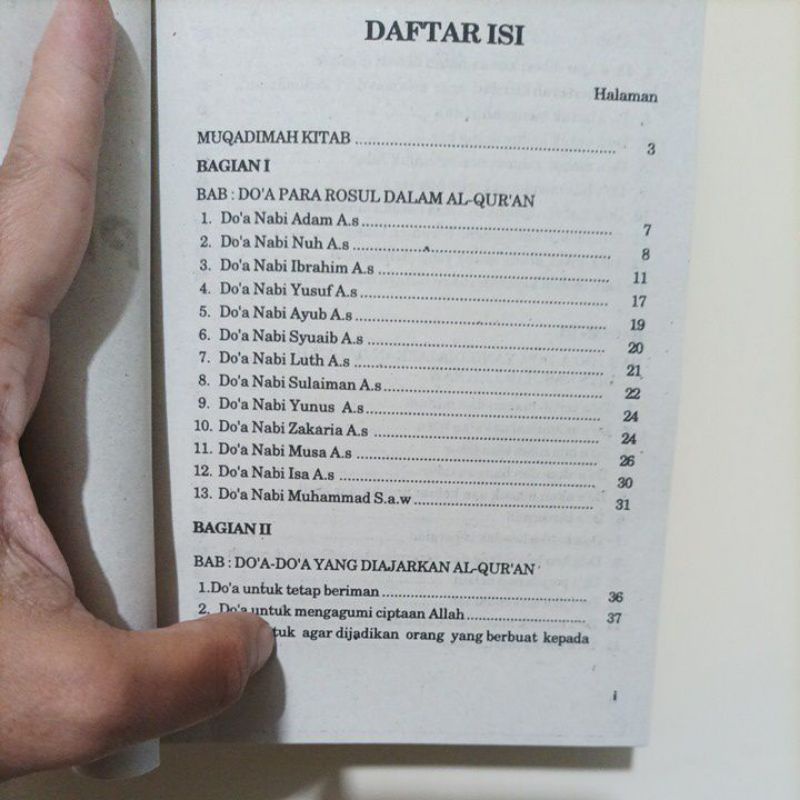 DAFTAR ISI
Halaman
MUQADIMAH KITAB ........ 3
BAGIAN I
BAB : DO'A PARA ROSUL DALAM AL-QUR'AN
1. Do'a Nabi Adam A.s ........ 7
2. Do'a Nabi Nuh A.s ........ 8
3. Do'a Nabi Ibrahim A.s ........ 11
4. Do'a Nabi Yusuf A.s ........ 17
5. Do'a Nabi Ayub A.s ........ 19
6. Do'a Nabi Syuaib A.s ........ 20
7. Do'a Nabi Luth A.s ........ 21
8. Do'a Nabi Sulaiman A.s ........ 22
9. Do'a Nabi Yunus A.s ........ 24
10. Do'a Nabi Zakaria A.s ........ 24
11. Do'a Nabi Musa A.s ........ 26
12. Do'a Nabi Isa A.s ........ 30
13. Do'a Nabi Muhammad S.a.w ........ 31
BAGIAN II
BAB : DO'A-DO'A YANG DIAJARKAN AL-QUR'AN
1.Do'a untuk tetap beriman ........ 36
2. Do'a untuk mengagumi ciptaan Allah ........ 37
agar dijadikan orang yang berbuat kepada
i